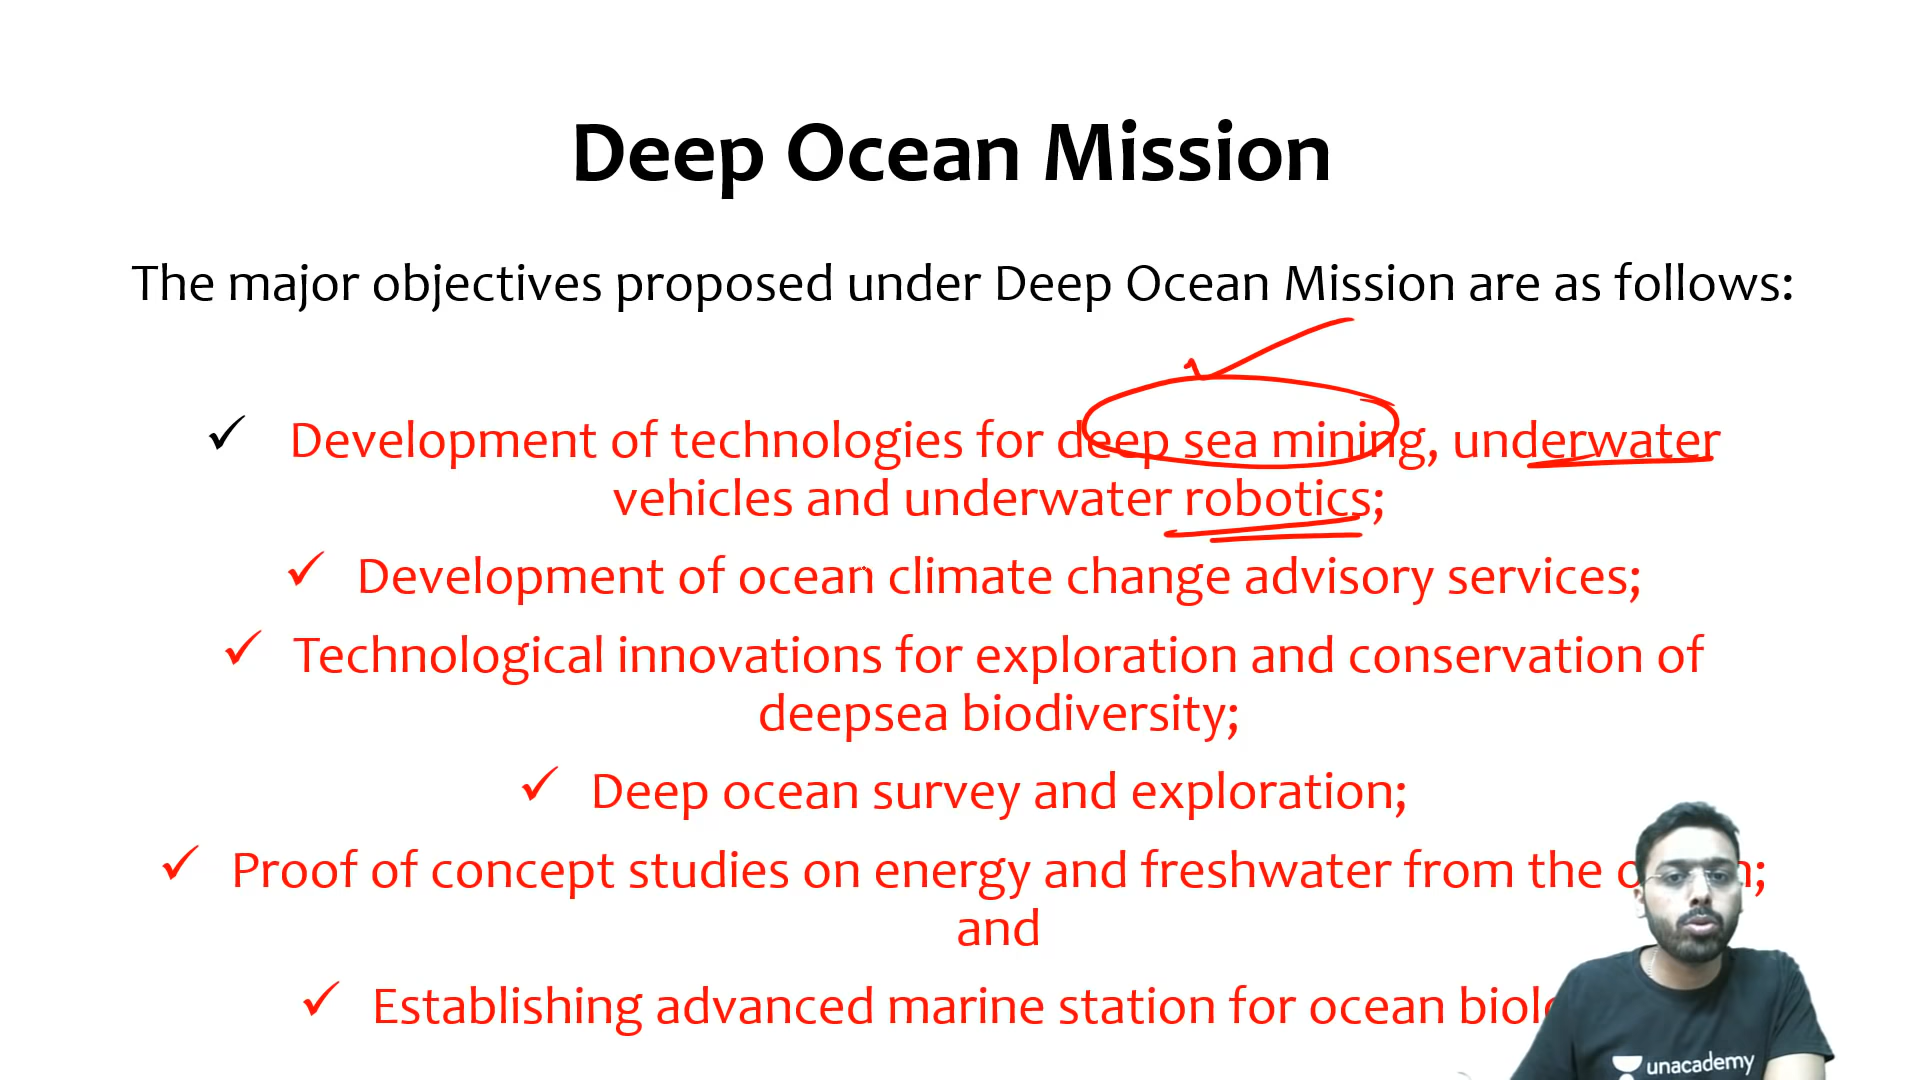 Deep Ocean Mission
The major objectives proposed under Deep Ocean Mission are as follows:
✓ Development of technologies for deep sea mining, underwater
vehicles and underwater robotics;
✓ Development of ocean climate change advisory services;
✓ Technological innovations for exploration and conservation of
deepsea biodiversity;
✓ Deep ocean survey and exploration;
✓ Proof of concept studies on energy and freshwater from the
and
✓ Establishing advanced marine station for ocean
unacademy